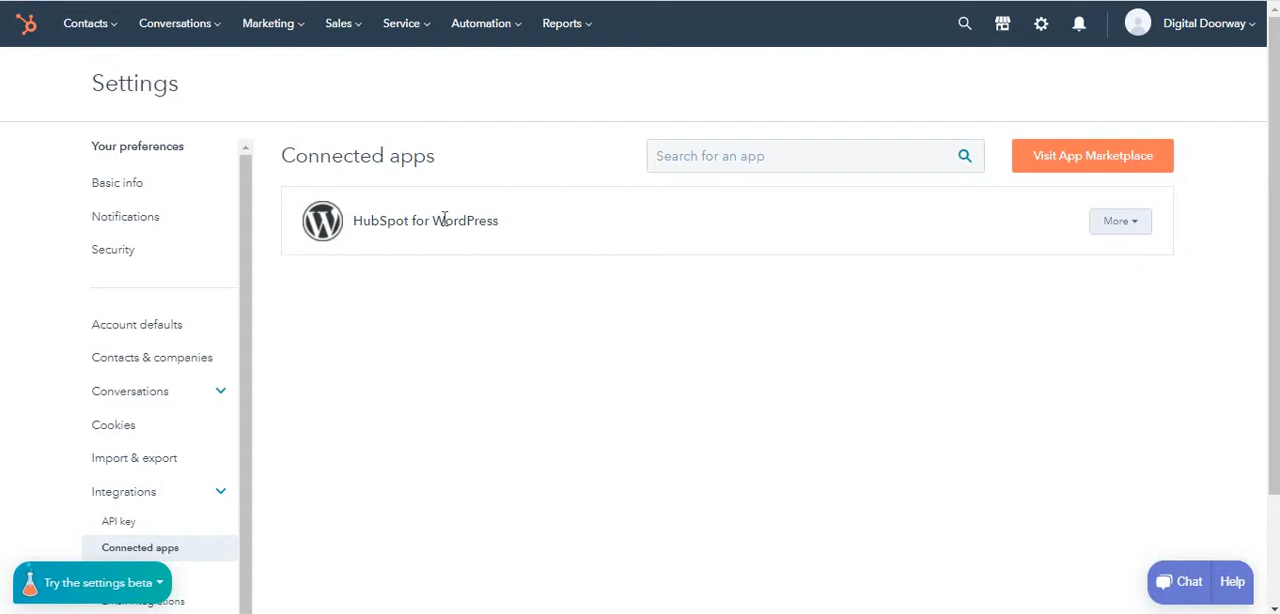 Contacts Conversations Marketing Sales Service Automation Reports Digital Doorway
Settings
Your preferences
Basic info
Notifications
Security
Account defaults
Contacts & companies
Conversations
Cookies
Import & export
Integrations
API key
Connected apps
Try the settings beta
Connected apps
Search for an app
Visit App Marketplace
HubSpot for WordPress
More
Chat
Help